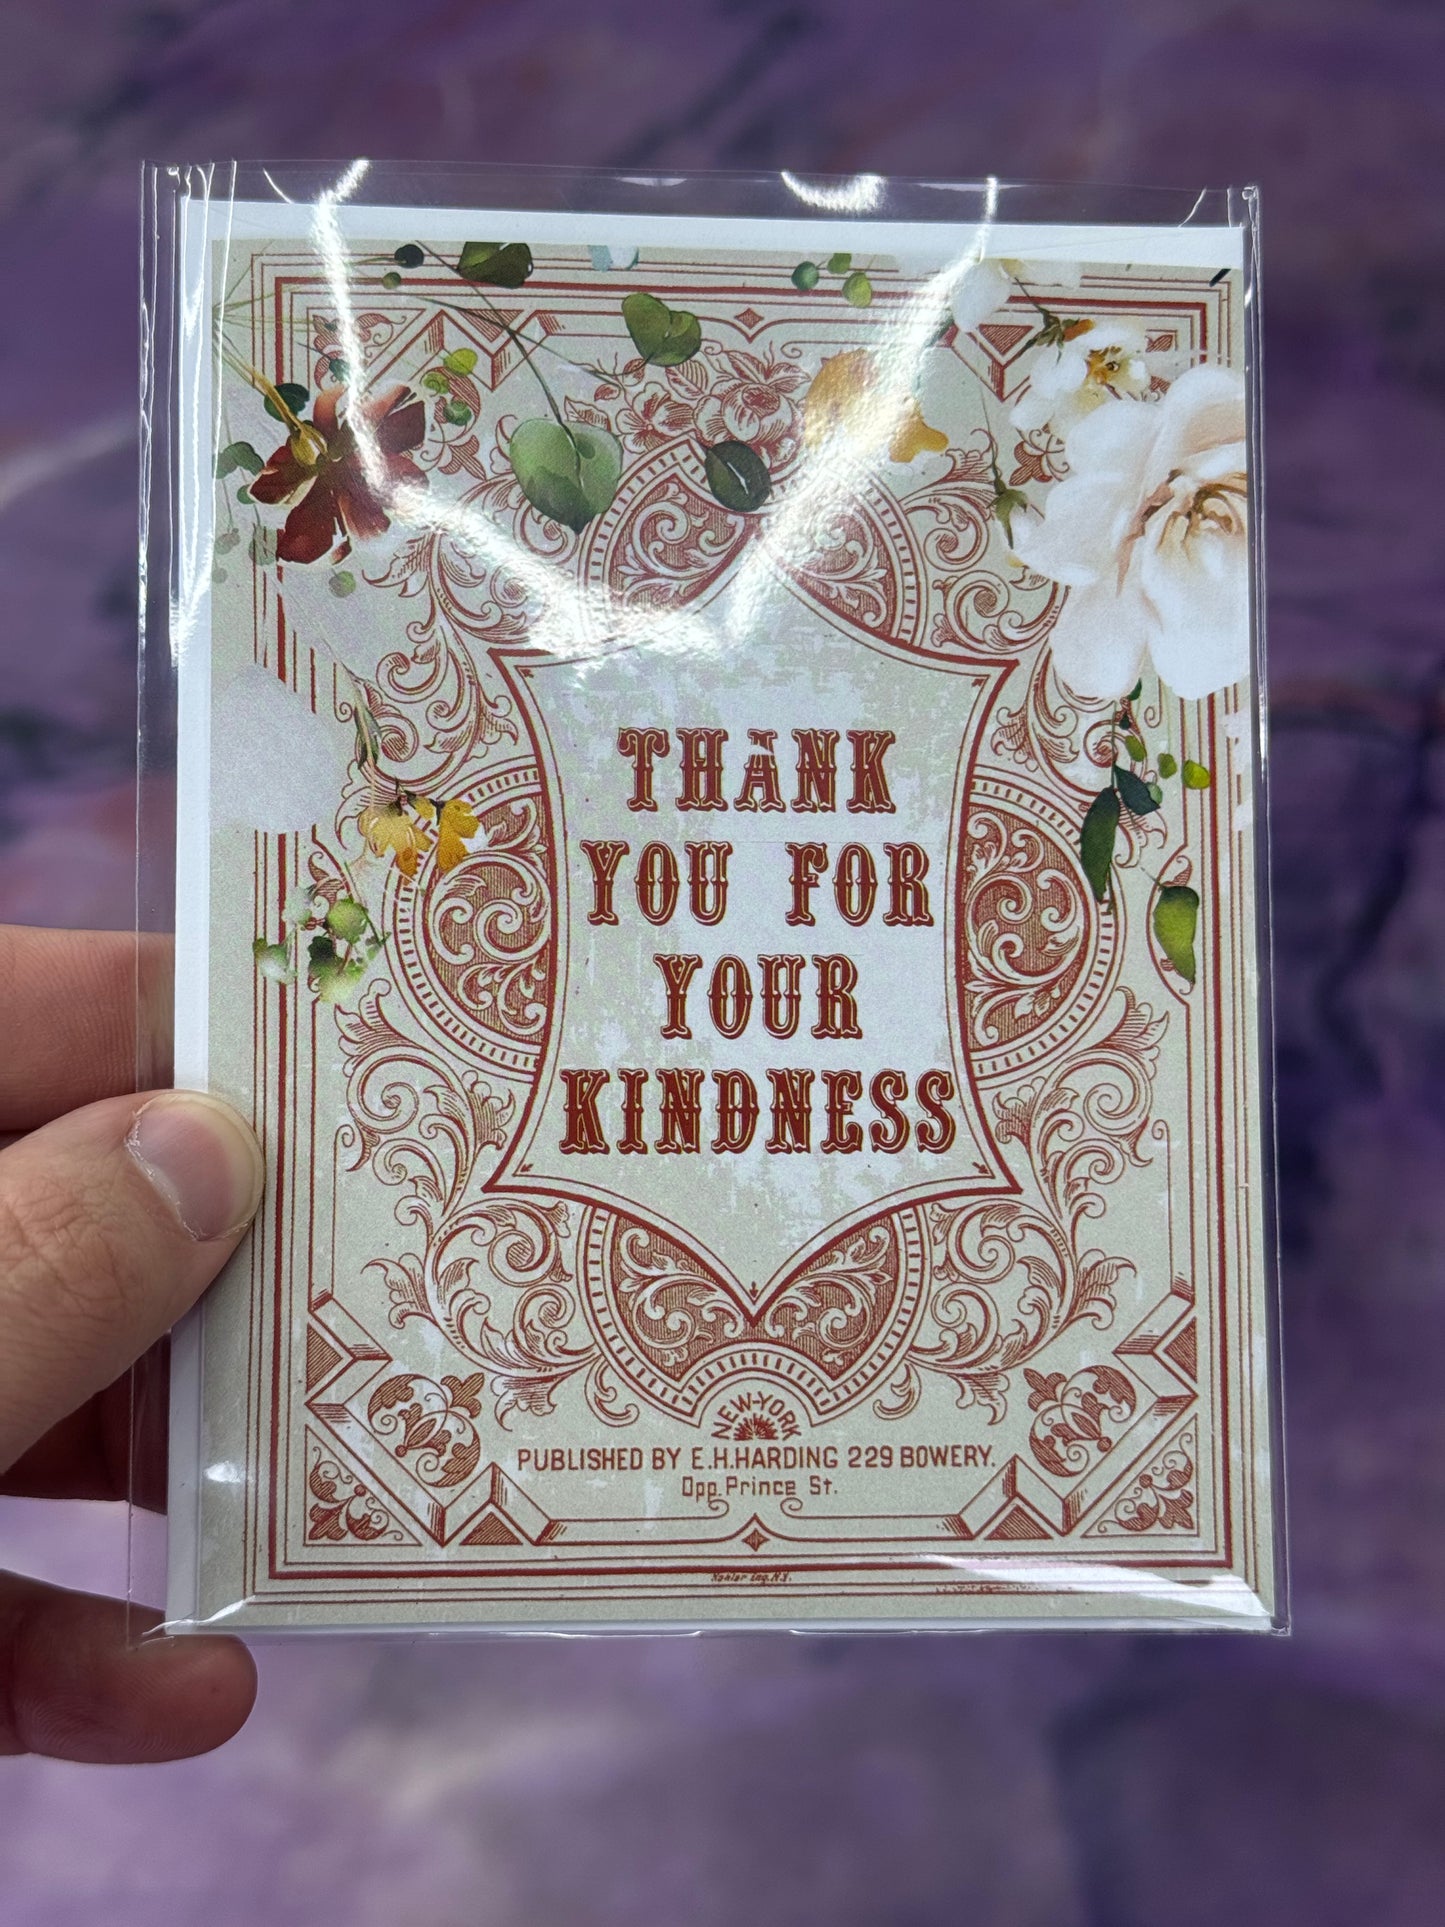 THANK
YOU FOR
YOUR
KINDNESS
NEW-YORK
PUBLISHED BY E.H.HARDING 229 BOWERY.
Opp. Prince St.